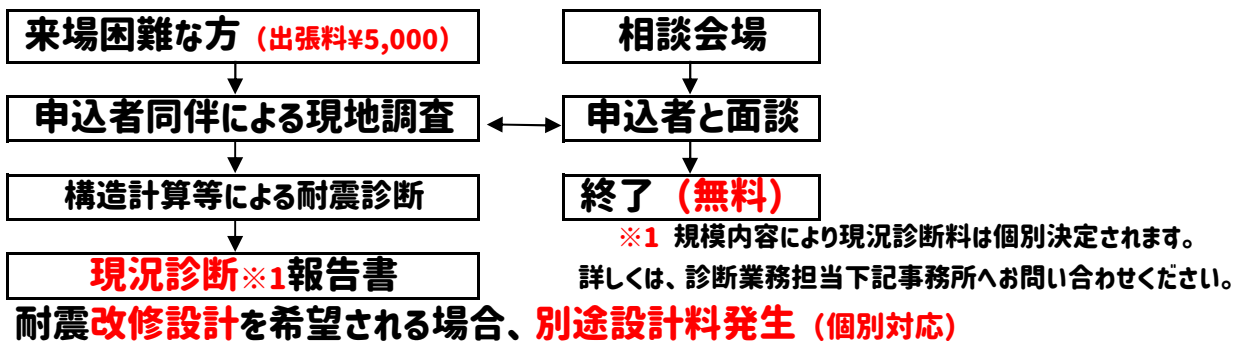 来場困難な方（出張料¥5,000）
相談会場
申込者同伴による現地調査
申込者と面談
構造計算等による耐震診断
終了（無料）
※1 規模内容により現況診断料は個別決定されます。
現況診断※1報告書
詳しくは、診断業務担当下記事務所へお問い合わせください。
耐震改修設計を希望される場合、別途設計料発生（個別対応）